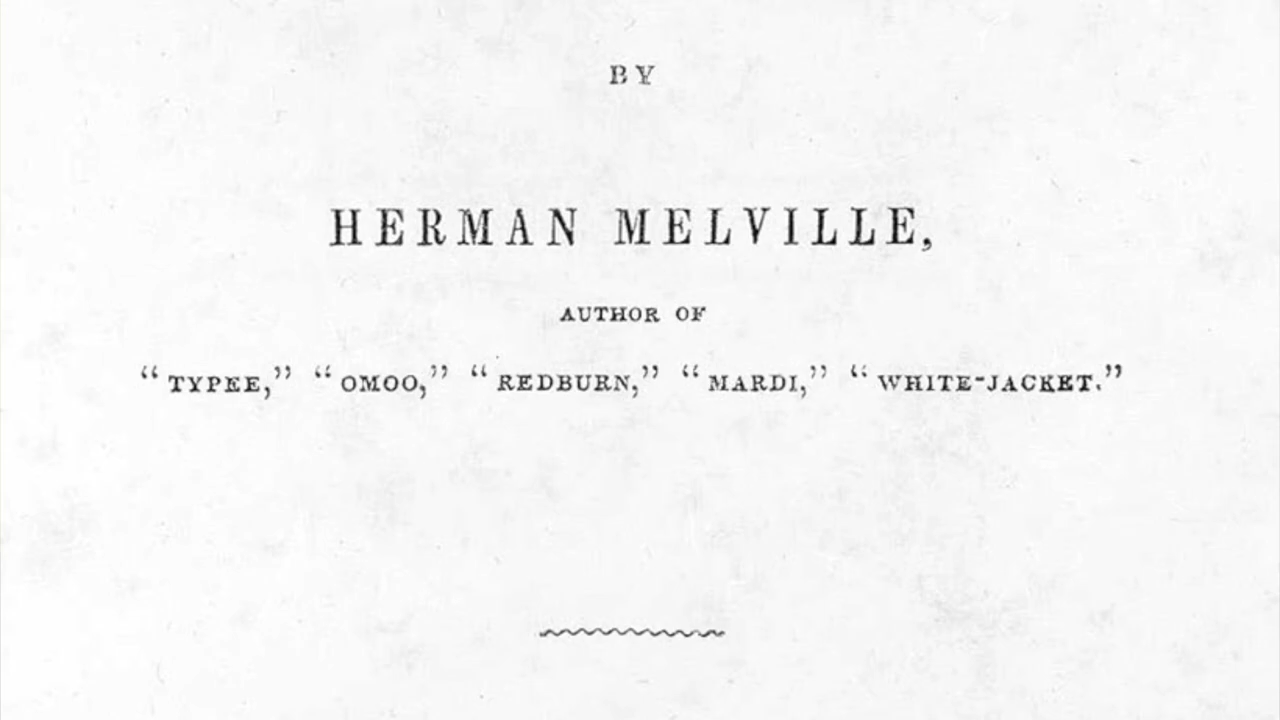 BY
HERMAN MELVILLE,
AUTHOR OF
“TYPEE,” “OMOO,” “REDBURN,” “MARDI,” “WHITE-JACKET.”